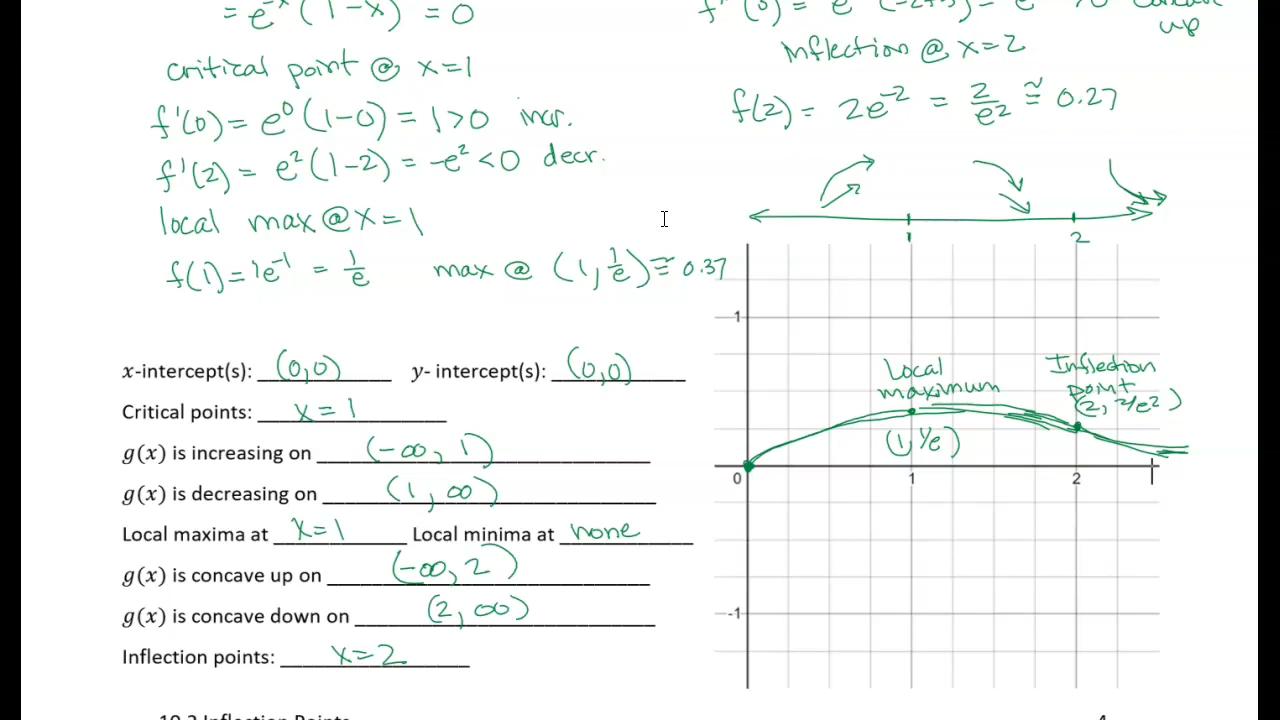 = e^-x (1-x) = 0
critical point @ x=1
f'(0) = e^0 (1-0) = 1 > 0 incr.
f'(2) = e^2 (1-2) = -e^2 < 0 decr.
local max @ x=1
f(1) = 1e^-1 = 1/e max @ (1, 1/e) ≅ 0.37
up
Inflection @ x=2
f(2) = 2e^-2 = 2/e^2 ≅ 0.27
1 2
x-intercept(s): (0,0) y- intercept(s): (0,0)
Critical points: x=1
g(x) is increasing on (-∞, 1)
g(x) is decreasing on (1, ∞)
Local maxima at x=1 Local minima at none
g(x) is concave up on (-∞, 2)
g(x) is concave down on (2, ∞)
Inflection points: x=2
1
Local
maximum
(1, 1/e)
Inflection
point
(2, 2/e^2)
0 1 2
-1
10.2 Inflection Points